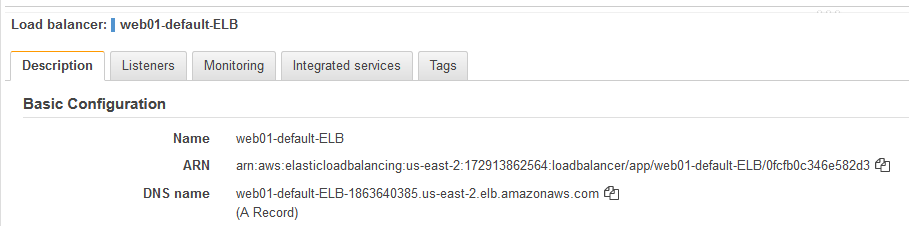 Load balancer: web01-default-ELB
Description Listeners Monitoring Integrated services Tags
Basic Configuration
Name web01-default-ELB
ARN arn:aws:elasticloadbalancing:us-east-2:172913862564:loadbalancer/app/web01-default-ELB/0fcfb0c346e582d3
DNS name web01-default-ELB-1863640385.us-east-2.elb.amazonaws.com
(A Record)